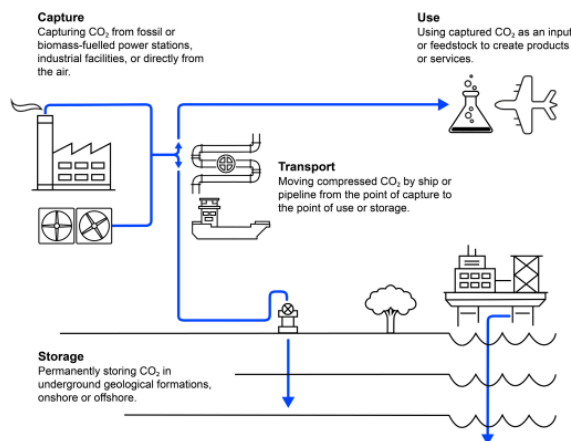 Capture
Capturing CO₂ from fossil or
biomass-fuelled power stations,
industrial facilities, or directly from
the air.
Use
Using captured CO₂ as an input
or feedstock to create products
or services.
Transport
Moving compressed CO₂ by ship or
pipeline from the point of capture to
the point of use or storage.
Storage
Permanently storing CO₂ in
underground geological formations,
onshore or offshore.